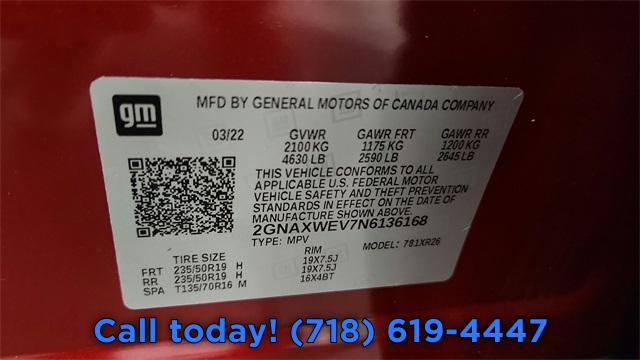 gm
MFD BY GENERAL MOTORS OF CANADA COMPANY
03/22 GVWR GAWR FRT GAWR RR
2100 KG 1175 KG 1200 KG
4630 LB 2590 LB 2645 LB
THIS VEHICLE CONFORMS TO ALL
APPLICABLE U.S. FEDERAL MOTOR
VEHICLE SAFETY AND THEFT PREVENTION
STANDARDS IN EFFECT ON THE DATE OF
MANUFACTURE SHOWN ABOVE.
2GNAXWEV7N6136168
TYPE: MPV MODEL: 781XR26
TIRE SIZE RIM
FRT 235/50R19 H 19X7.5J
RR 235/50R19 H 19X7.5J
SPA T135/70R16 M 16X4BT
Call today! (718) 619-4447